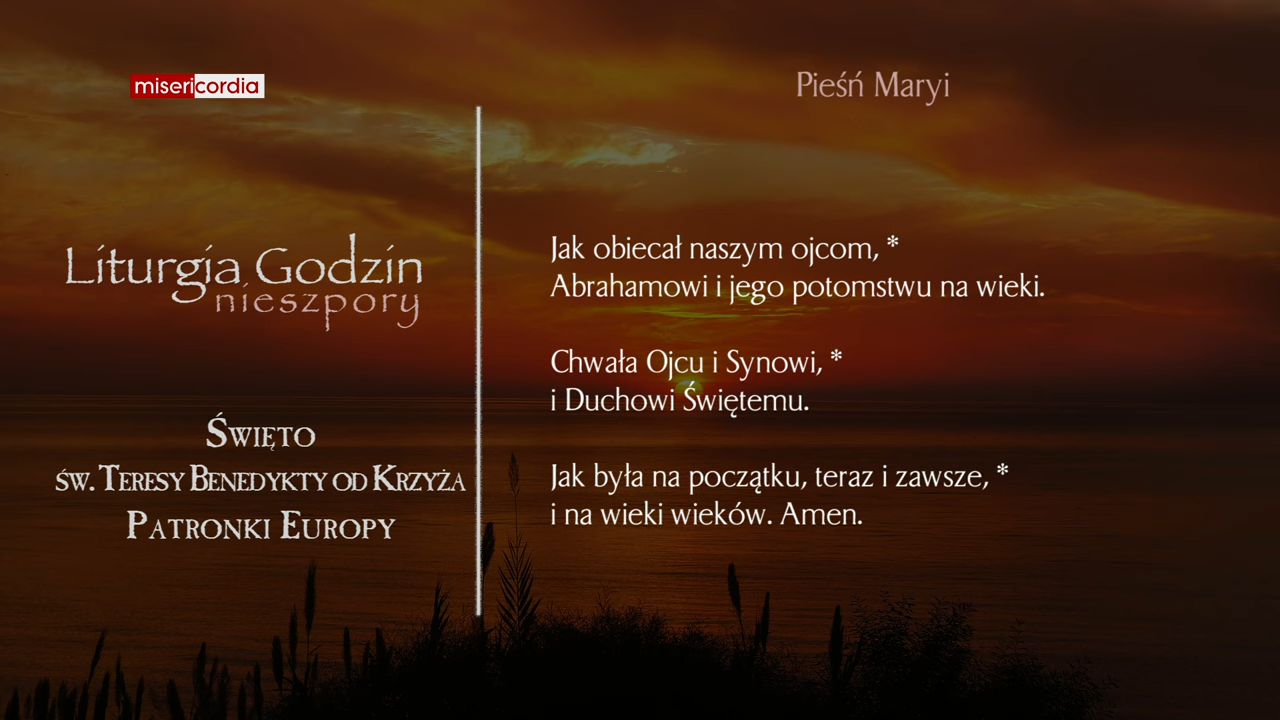 misericordia
Pieśń Maryi
Liturgia Godzin
nieszpory
Święto
św. Teresy Benedykty od Krzyża
Patronki Europy
Jak obiecał naszym ojcom, *
Abrahamowi i jego potomstwu na wieki.
Chwała Ojcu i Synowi, *
i Duchowi Świętemu.
Jak była na początku, teraz i zawsze, *
i na wieki wieków. Amen.